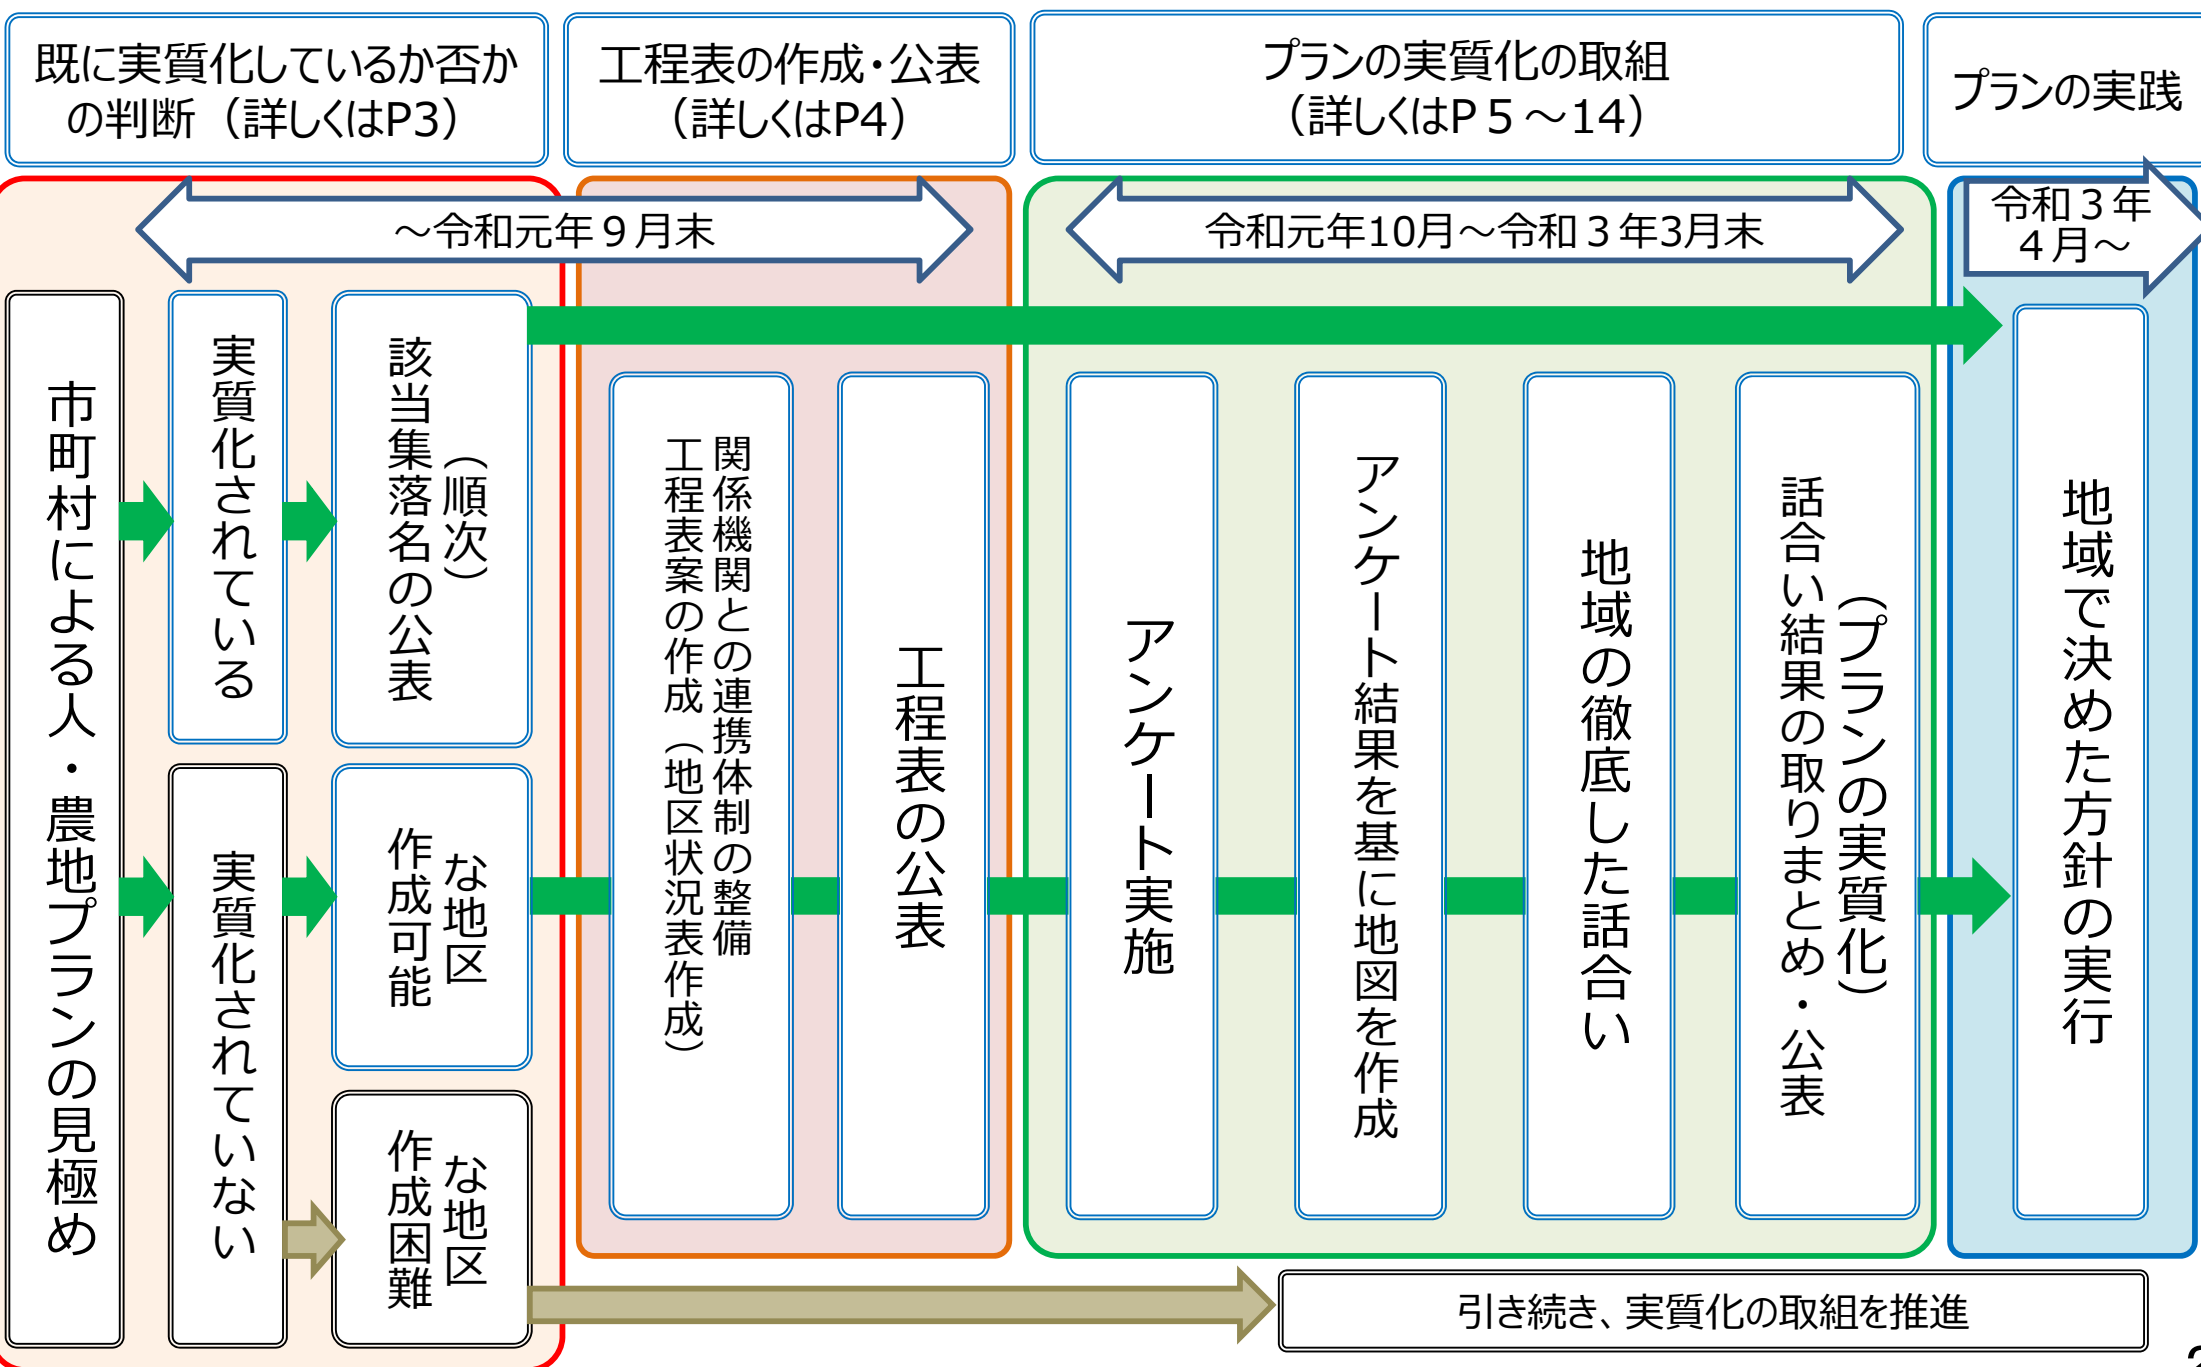 既に実質化しているか否か
の判断（詳しくはP3）
工程表の作成・公表
（詳しくはP4）
プランの実質化の取組
（詳しくはP５～14）
プランの実践
～令和元年９月末
令和元年10月～令和３年3月末
令和３年
４月～
市町村による人・農地プランの見極め
実質化されている
該当集落名の公表
（順次）
実質化されていない
作成可能
な地区
作成困難
な地区
関係機関との連携体制の整備
工程表案の作成（地区状況表作成）
工程表の公表
アンケート実施
アンケート結果を基に地図を作成
地域の徹底した話合い
話合い結果の取りまとめ・公表
（プランの実質化）
地域で決めた方針の実行
引き続き、実質化の取組を推進